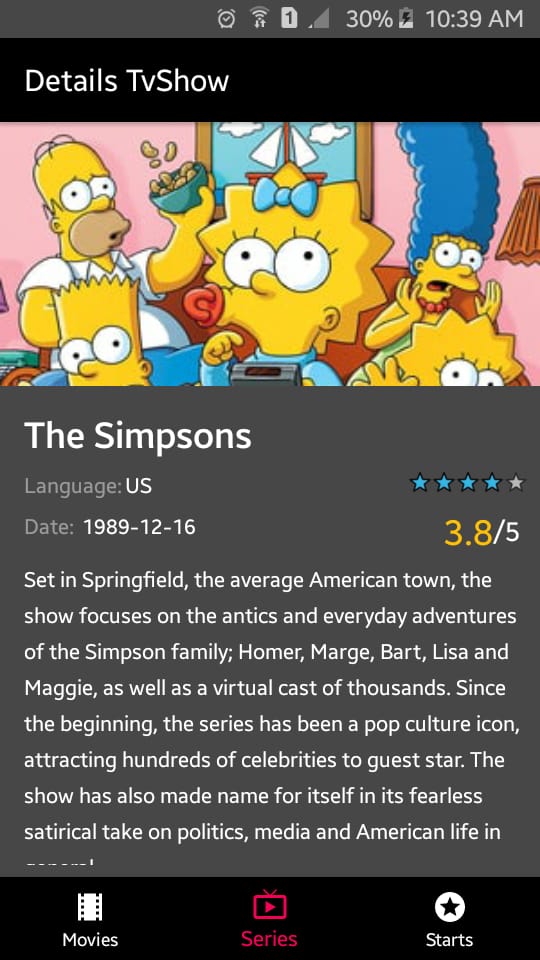 1 30% 10:39 AM
Details TvShow
The Simpsons
Language: US
Date: 1989-12-16
3.8/5
Set in Springfield, the average American town, the
show focuses on the antics and everyday adventures
of the Simpson family; Homer, Marge, Bart, Lisa and
Maggie, as well as a virtual cast of thousands. Since
the beginning, the series has been a pop culture icon,
attracting hundreds of celebrities to guest star. The
show has also made name for itself in its fearless
satirical take on politics, media and American life in
Movies Series Starts